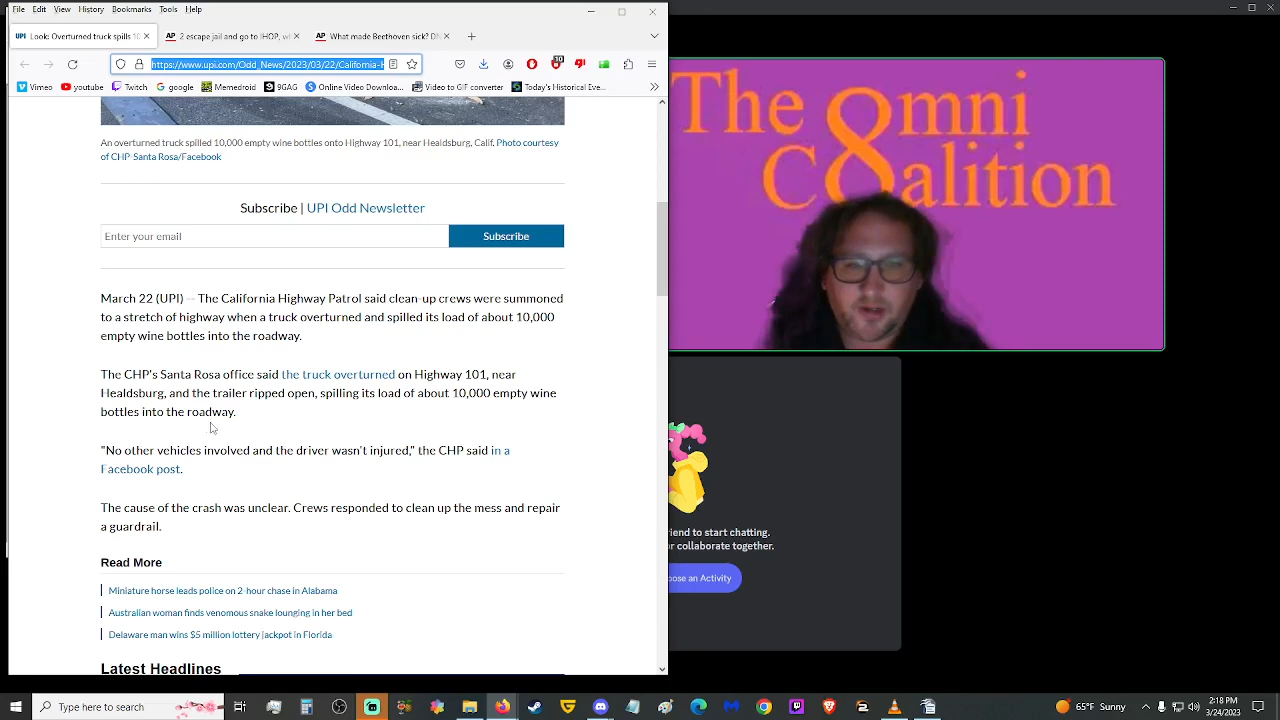 File Edit View History Bookmarks Tools Help
UPI Look: Overturned truck spills 10
AP 2 escape jail and go to IHOP, w
AP What made Beethoven sick? DN
https://www.upi.com/Odd_News/2023/03/22/California-H
10
Vimeo youtube Twitch google Memedroid 9GAG Online Video Downloa... Video to GIF converter Today's Historical Eve...
An overturned truck spilled 10,000 empty wine bottles onto Highway 101, near Healdsburg, Calif. Photo courtesy
of CHP-Santa Rosa/Facebook
Subscribe | UPI Odd Newsletter
Enter your email
Subscribe
March 22 (UPI) -- The California Highway Patrol said clean-up crews were summoned
to a stretch of highway when a truck overturned and spilled its load of about 10,000
empty wine bottles into the roadway.
The CHP's Santa Rosa office said the truck overturned on Highway 101, near
Healdsburg, and the trailer ripped open, spilling its load of about 10,000 empty wine
bottles into the roadway.
"No other vehicles involved and the driver wasn't injured," the CHP said in a
Facebook post.
The cause of the crash was unclear. Crews responded to clean up the mess and repair
a guardrail.
Read More
Miniature horse leads police on 2-hour chase in Alabama
Australian woman finds venomous snake lounging in her bed
Delaware man wins $5 million lottery jackpot in Florida
Latest Headlines
The 8mni
C8alition
riend to start chatting.
or collaborate together.
oose an Activity
Type here to search
65°F Sunny
2:18 PM
3/24/2023